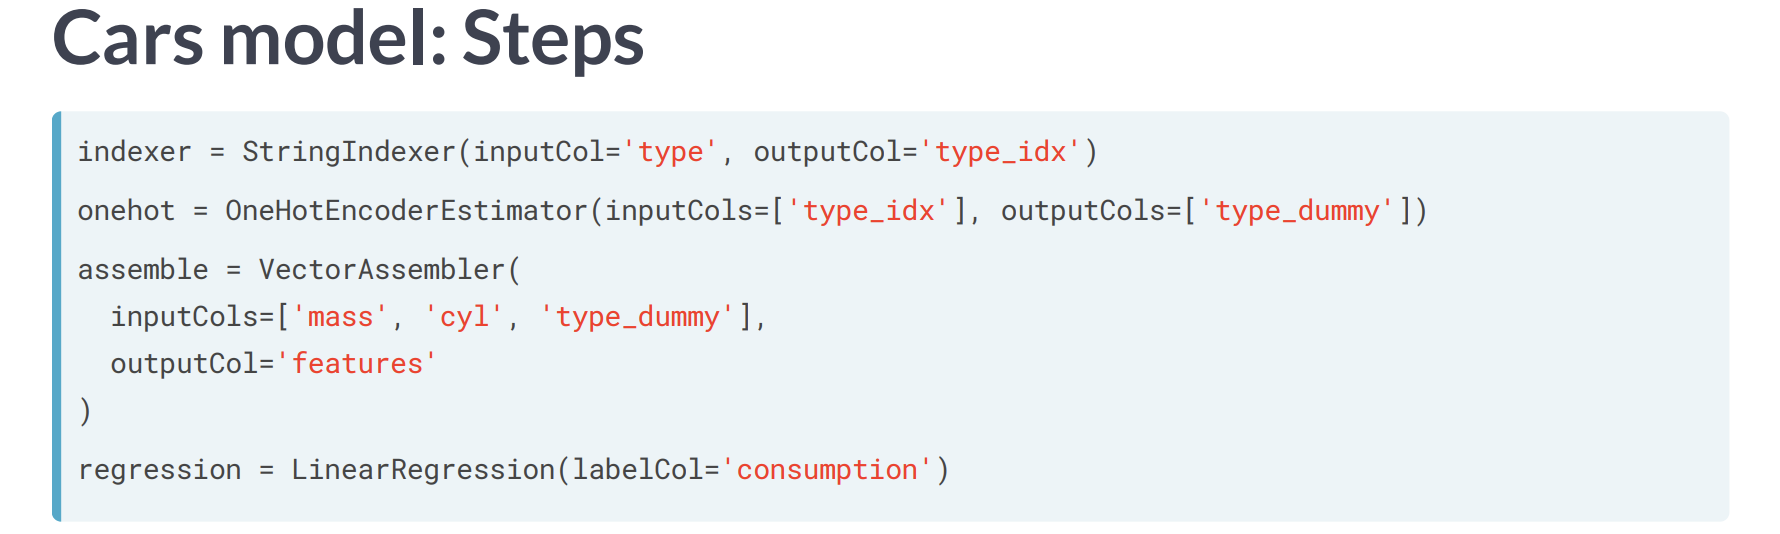 Cars model: Steps
indexer = StringIndexer(inputCol='type', outputCol='type_idx')
onehot = OneHotEncoderEstimator(inputCols=['type_idx'], outputCols=['type_dummy'])
assemble = VectorAssembler(
  inputCols=['mass', 'cyl', 'type_dummy'],
  outputCol='features'
)
regression = LinearRegression(labelCol='consumption')